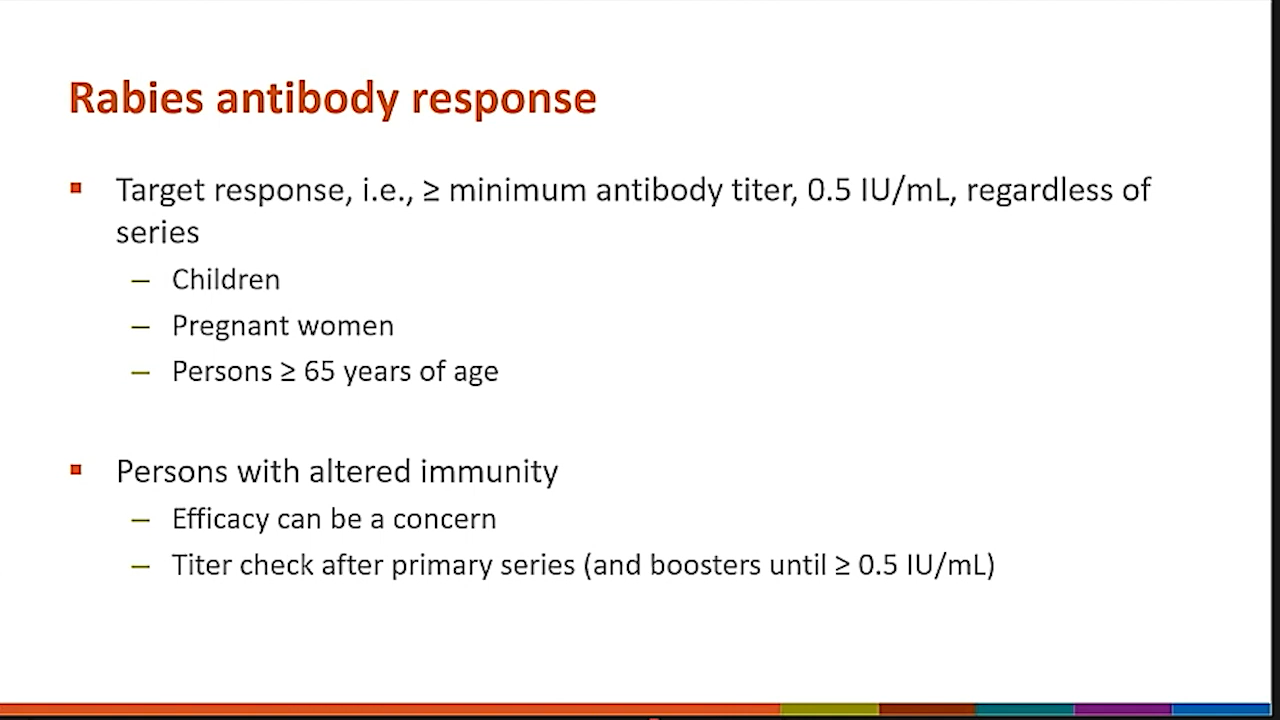 Rabies antibody response
Target response, i.e., ≥ minimum antibody titer, 0.5 IU/mL, regardless of
series
– Children
– Pregnant women
– Persons ≥ 65 years of age
Persons with altered immunity
– Efficacy can be a concern
– Titer check after primary series (and boosters until ≥ 0.5 IU/mL)